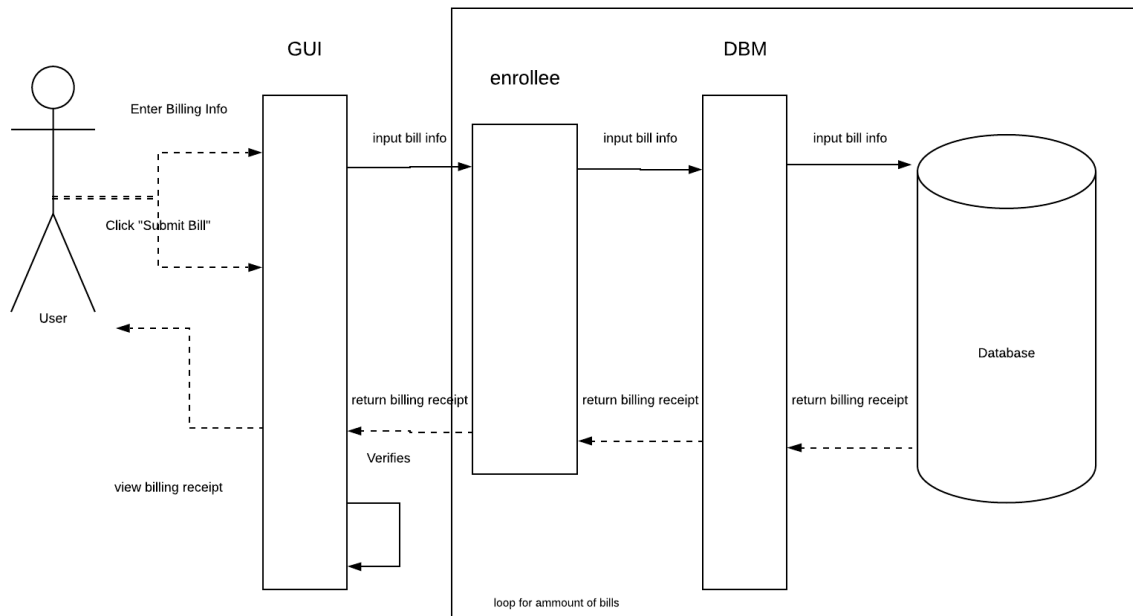 GUI
DBM
enrollee
Enter Billing Info
input bill info
input bill info
input bill info
Click "Submit Bill"
User
Database
return billing receipt
return billing receipt
return billing receipt
Verifies
view billing receipt
loop for ammount of bills